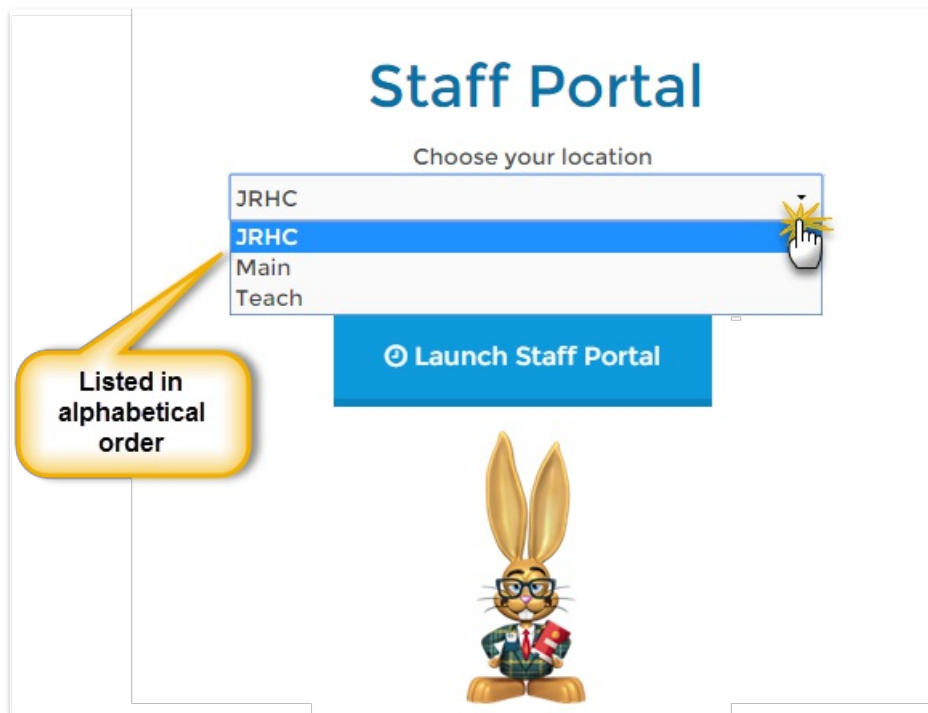 Staff Portal
Choose your location
JRHC
JRHC
Main
Teach
Launch Staff Portal
Listed in
alphabetical
order